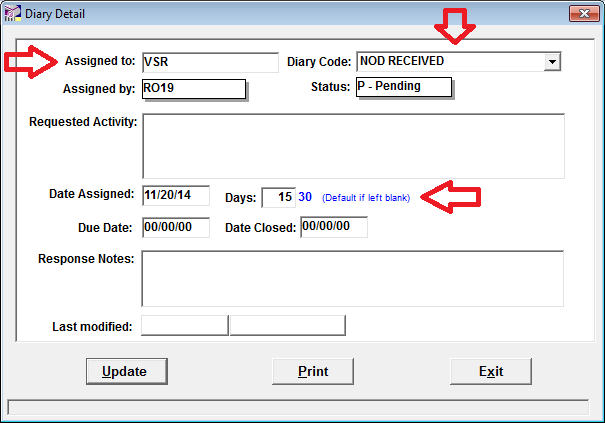 Diary Detail
Assigned to: VSR Diary Code: NOD RECEIVED
Assigned by: RO19 Status: P - Pending
Requested Activity:
Date Assigned: 11/20/14 Days: 15 30 (Default if left blank)
Due Date: 00/00/00 Date Closed: 00/00/00
Response Notes:
Last modified:
Update Print Exit